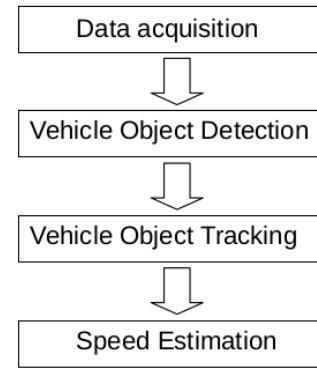 Data acquisition
Vehicle Object Detection
Vehicle Object Tracking
Speed Estimation